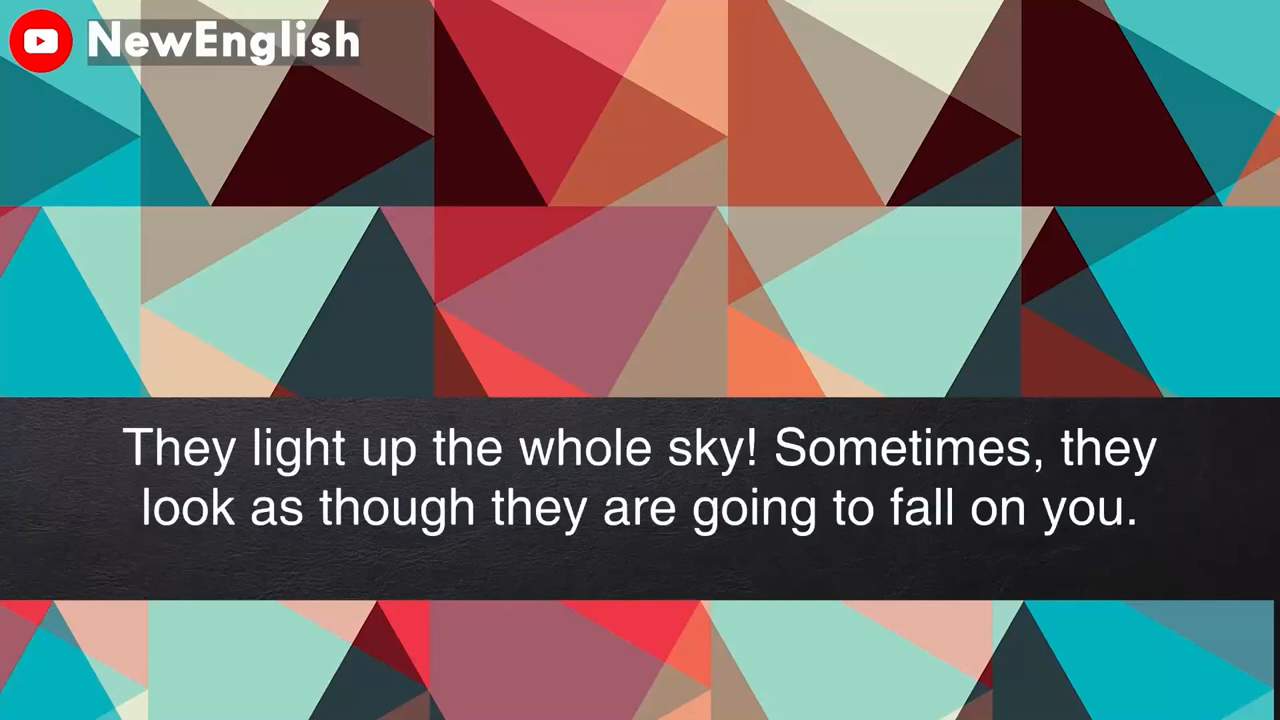 NewEnglish
They light up the whole sky! Sometimes, they
look as though they are going to fall on you.